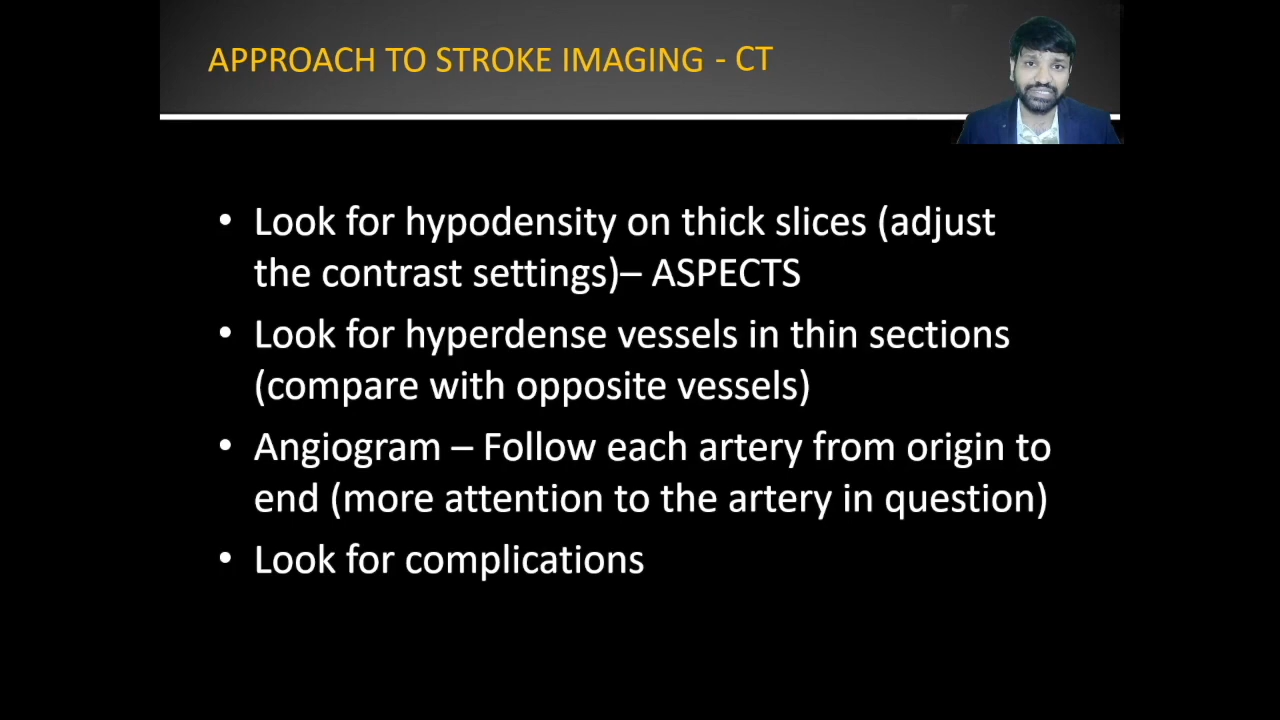 APPROACH TO STROKE IMAGING - CT
• Look for hypodensity on thick slices (adjust
the contrast settings)– ASPECTS
• Look for hyperdense vessels in thin sections
(compare with opposite vessels)
• Angiogram – Follow each artery from origin to
end (more attention to the artery in question)
• Look for complications